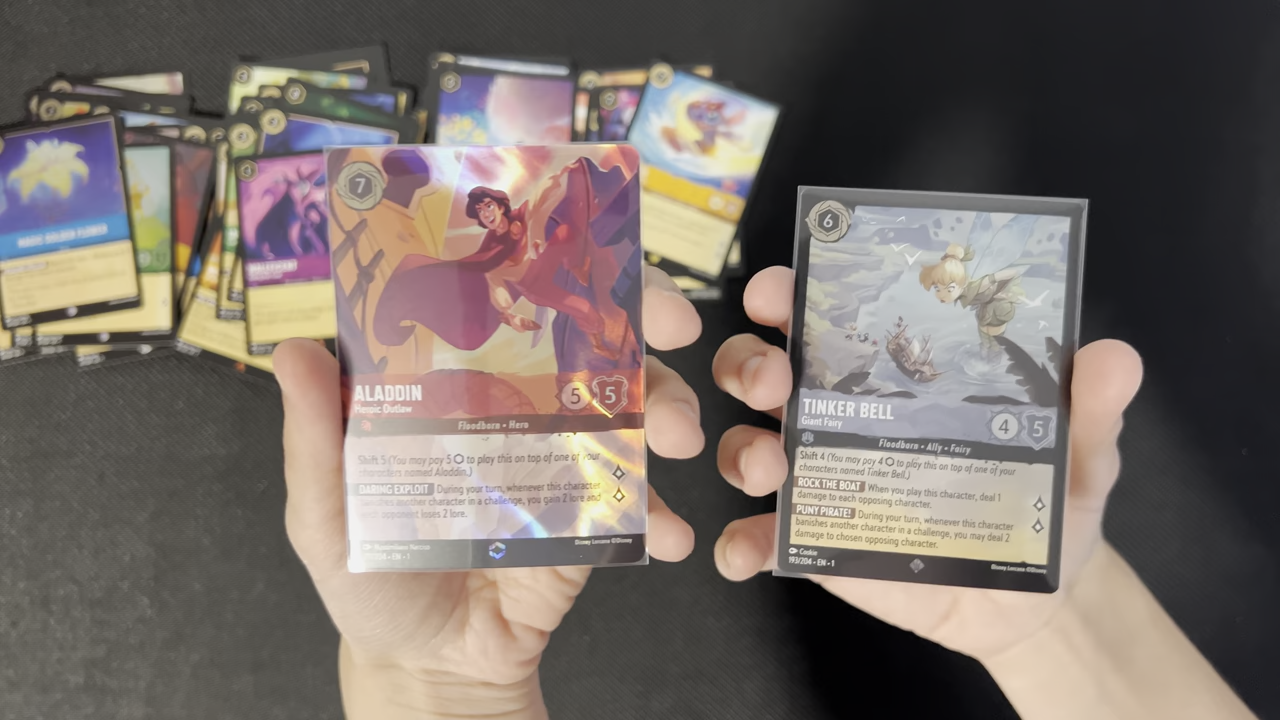 7
ALADDIN
Heroic Outlaw
5 5
Floodborn • Hero
Shift 5 (You may pay 5 to play this on top of one of your
characters named Aladdin.)
DARING EXPLOIT During your turn, whenever this character
banishes another character in a challenge, you gain 2 lore and
each opponent loses 2 lore.
/204 • EN • 1
Disney Lorcana ©Disney
6
TINKER BELL
Giant Fairy
4 5
Floodborn • Ally • Fairy
Shift 4 (You may pay 4 to play this on top of one of your
characters named Tinker Bell.)
ROCK THE BOAT When you play this character, deal 1
damage to each opposing character.
PUNY PIRATE! During your turn, whenever this character
banishes another character in a challenge, you may deal 2
damage to chosen opposing character.
Cookie
193/204 • EN • 1
Disney Lorcana ©Disney
MAGIC GOLDEN FLOWER